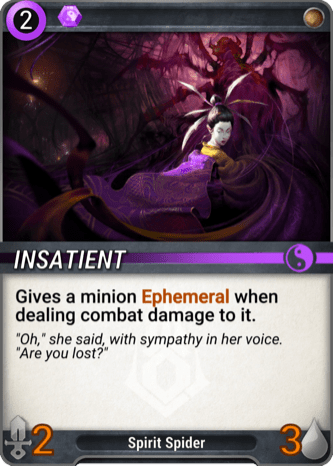 2
INSATIENT
Gives a minion Ephemeral when
dealing combat damage to it.
"Oh," she said, with sympathy in her voice.
"Are you lost?"
2 Spirit Spider 3